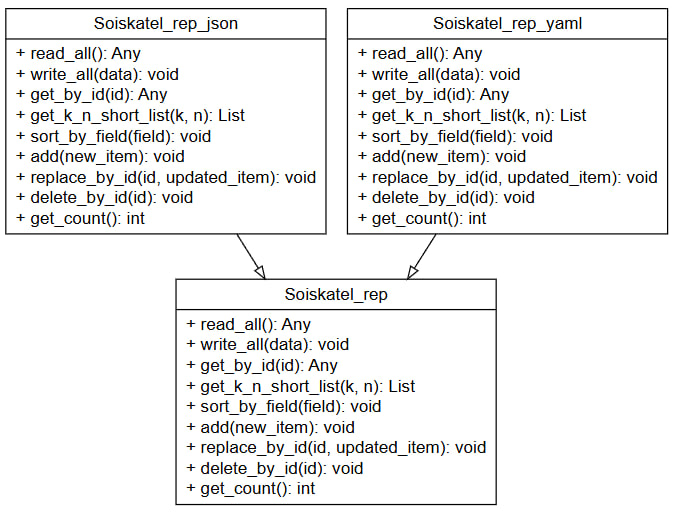 Soiskatel_rep_json
+ read_all(): Any
+ write_all(data): void
+ get_by_id(id): Any
+ get_k_n_short_list(k, n): List
+ sort_by_field(field): void
+ add(new_item): void
+ replace_by_id(id, updated_item): void
+ delete_by_id(id): void
+ get_count(): int
Soiskatel_rep_yaml
+ read_all(): Any
+ write_all(data): void
+ get_by_id(id): Any
+ get_k_n_short_list(k, n): List
+ sort_by_field(field): void
+ add(new_item): void
+ replace_by_id(id, updated_item): void
+ delete_by_id(id): void
+ get_count(): int
Soiskatel_rep
+ read_all(): Any
+ write_all(data): void
+ get_by_id(id): Any
+ get_k_n_short_list(k, n): List
+ sort_by_field(field): void
+ add(new_item): void
+ replace_by_id(id, updated_item): void
+ delete_by_id(id): void
+ get_count(): int